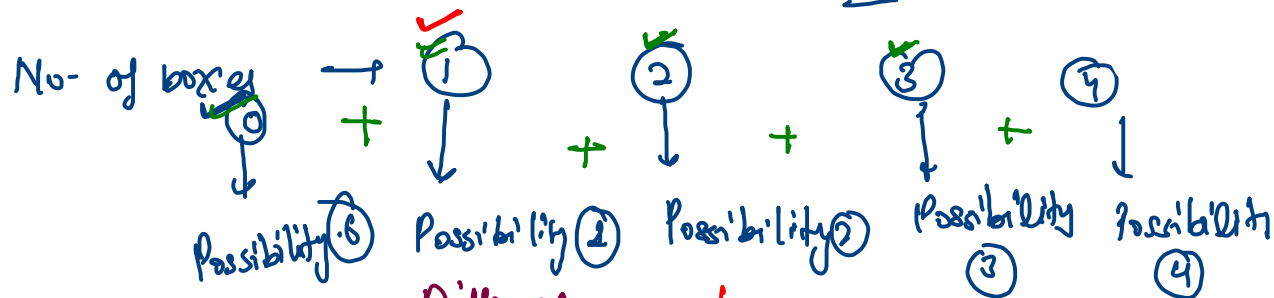 No- of boxes → 1 2 3 4
0 + + + +
Possibility 0 Possibility 1 Possibility 2 Possibility 3 Possibility 4